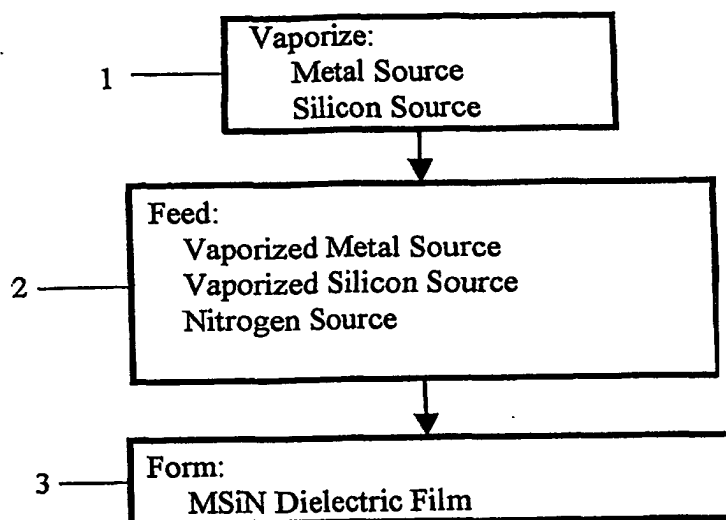 Vaporize:
1
Metal Source
Silicon Source
Feed:
Vaporized Metal Source
2
Vaporized Silicon Source
Nitrogen Source
Form:
3
MSiN Dielectric Film